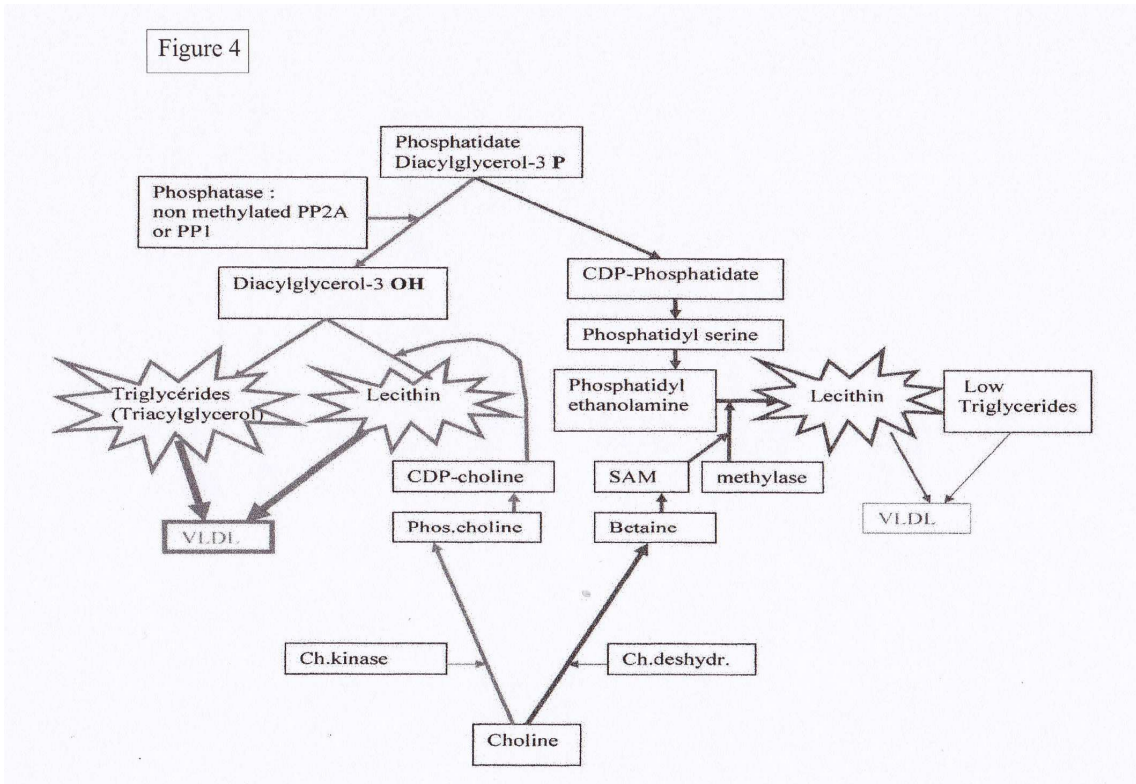 Figure 4
Phosphatidate
Diacylglycerol-3 P
Phosphatase :
non methylated PP2A
or PP1
Diacylglycerol-3 OH
CDP-Phosphatidate
Phosphatidyl serine
Triglycérides
(Triacylglycerol)
Lecithin
Phosphatidyl
ethanolamine
Lecithin
Low
Triglycerides
CDP-choline
SAM
methylase
VLDL
Phos.choline
Betaine
VLDL
Ch.kinase
Ch.deshydr.
Choline